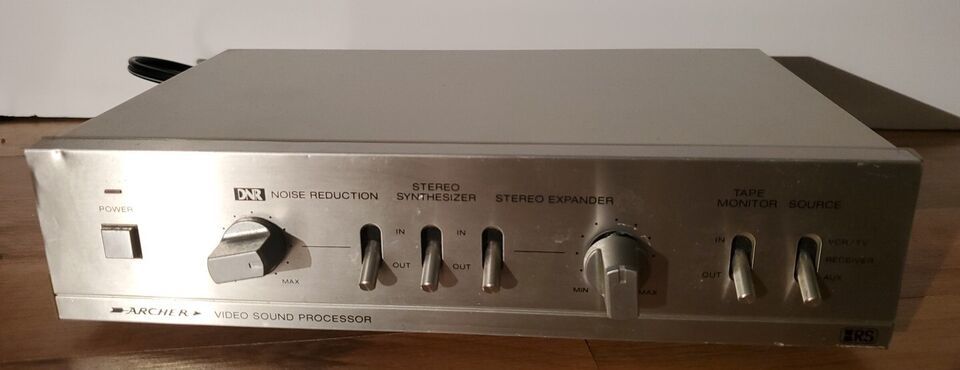 POWER
DNR NOISE REDUCTION
STEREO
SYNTHESIZER
STEREO EXPANDER
TAPE
MONITOR
SOURCE
MAX
IN
OUT
IN
OUT
MIN
MAX
IN
OUT
VCR/TV
RECEIVER
AUX
ARCHER
VIDEO SOUND PROCESSOR
RS